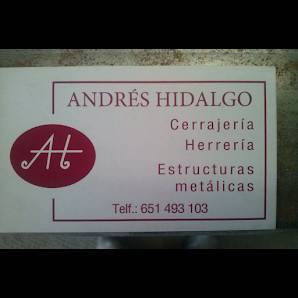 ANDRÉS HIDALGO
AH
Cerrajería
Herrería
Estructuras
metálicas
Telf.: 651 493 103